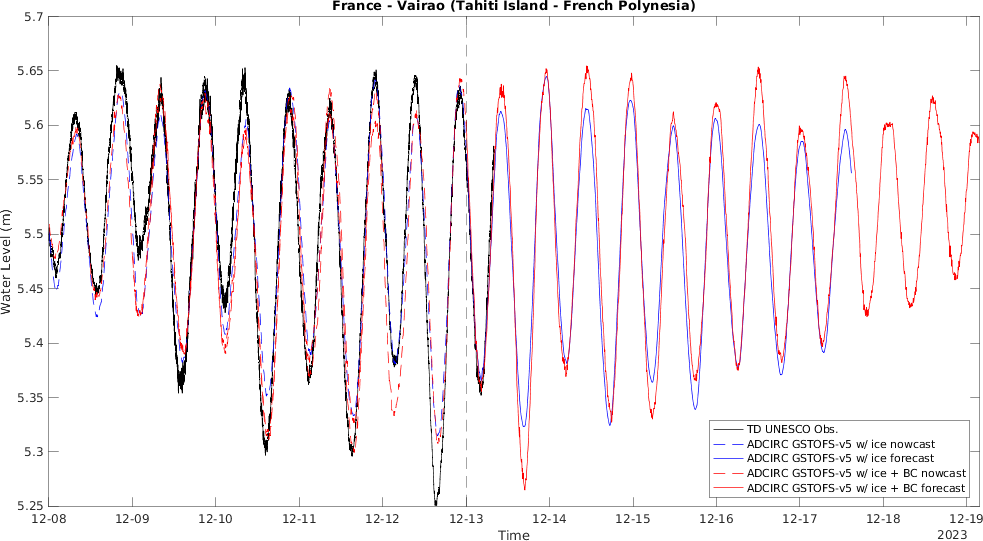 France - Vairao (Tahiti Island - French Polynesia)
5.7
5.65
5.6
5.55
5.5
5.45
5.4
5.35
5.3
5.25
Water Level (m)
TD UNESCO Obs.
ADCIRC GSTOFS-v5 w/ ice nowcast
ADCIRC GSTOFS-v5 w/ ice forecast
ADCIRC GSTOFS-v5 w/ ice + BC nowcast
ADCIRC GSTOFS-v5 w/ ice + BC forecast
12-08 12-09 12-10 12-11 12-12 12-13 12-14 12-15 12-16 12-17 12-18 12-19
Time
2023